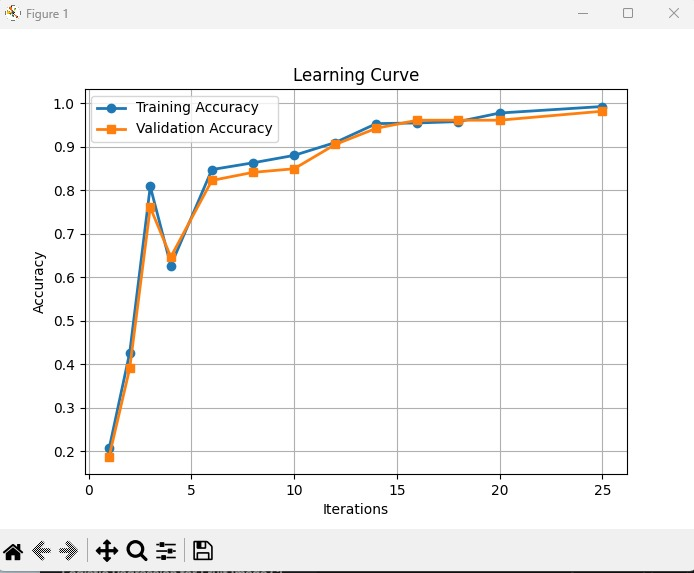 Figure 1
Learning Curve
Training Accuracy
Validation Accuracy
1.0
0.9
0.8
0.7
0.6
0.5
0.4
0.3
0.2
Accuracy
0 5 10 15 20 25
Iterations